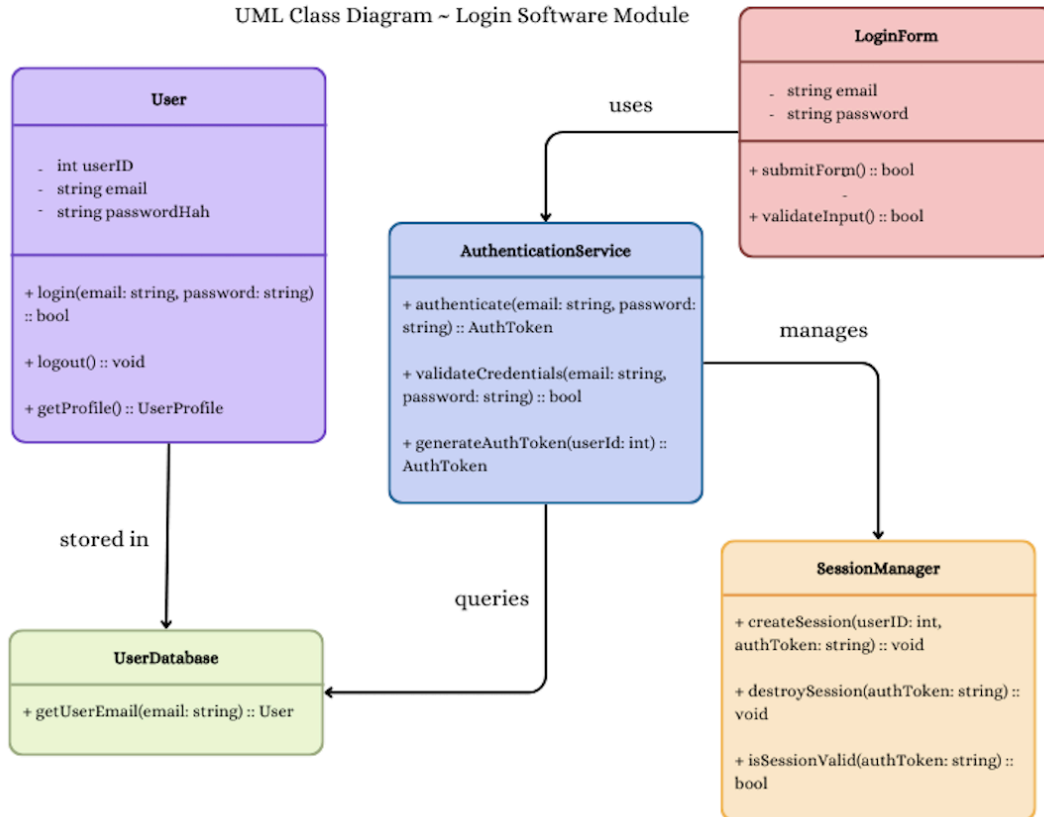 UML Class Diagram ~ Login Software Module
User
- int userID
- string email
- string passwordHah
+ login(email: string, password: string)
:: bool
+ logout() :: void
+ getProfile() :: UserProfile
stored in
UserDatabase
+ getUserEmail(email: string) :: User
uses
AuthenticationService
+ authenticate(email: string, password:
string) :: AuthToken
+ validateCredentials(email: string,
password: string) :: bool
+ generateAuthToken(userId: int) ::
AuthToken
queries
LoginForm
- string email
- string password
+ submitForm() :: bool
-
+ validateInput() :: bool
manages
SessionManager
+ createSession(userID: int,
authToken: string) :: void
+ destroySession(authToken: string) ::
void
+ isSessionValid(authToken: string) ::
bool